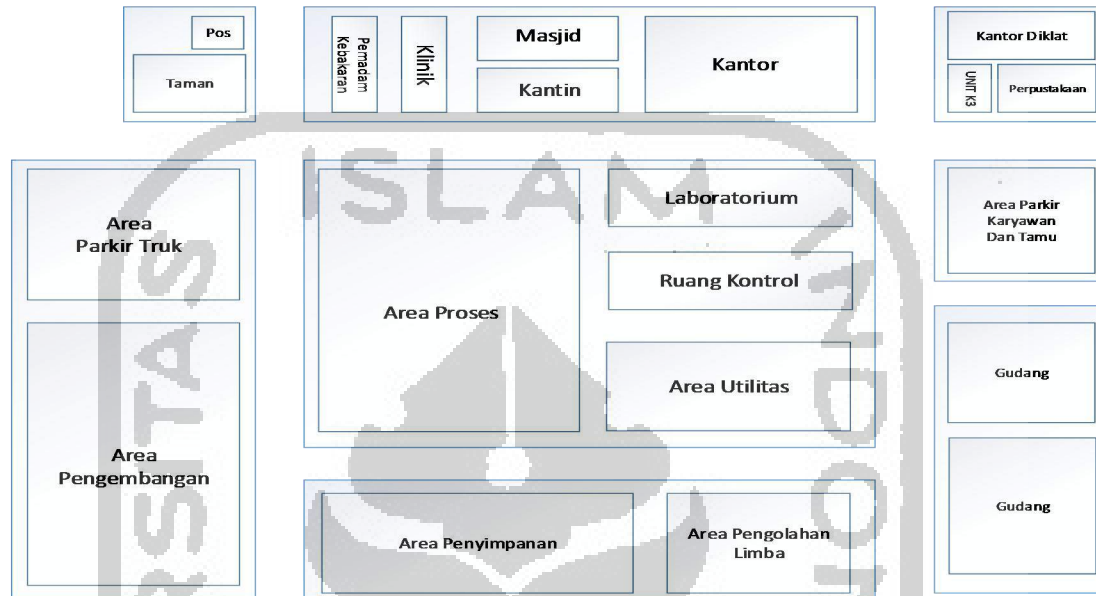 Pos
Taman
Pemadam
Kebakaran
Klinik
Masjid
Kantin
Kantor
Kantor Diklat
UNIT K3
Perpustakaan
ISLAM
Area
Parkir Truk
Area Proses
Laboratorium
Ruang Kontrol
Area Utilitas
Area Parkir
Karyawan
Dan Tamu
Area
Pengembangan
Gudang
Gudang
Area Penyimpanan
Area Pengolahan
Limba
RSITAS
INDO